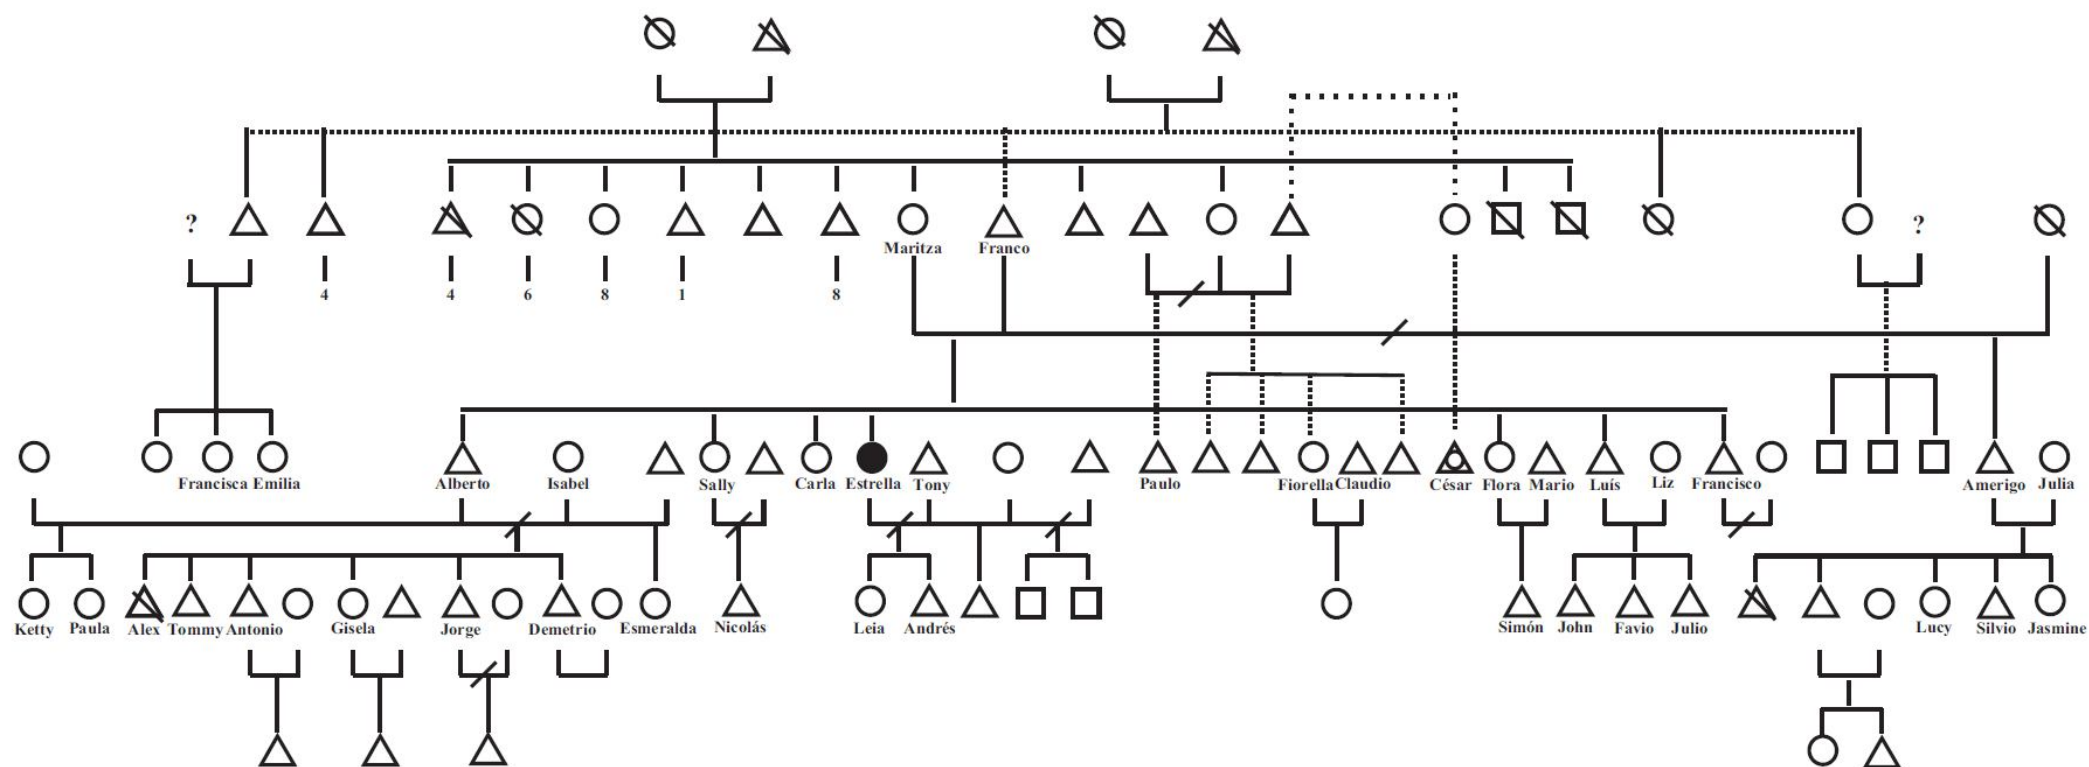 ? ?
Maritza Franco
4 4 6 8 1 8
Francisca Emilia Alberto Isabel Sally Carla Estrella Tony Paulo Fiorella Claudio César Flora Mario Luís Liz Francisco Amerigo Julia
Ketty Paula Alex Tommy Antonio Gisela Jorge Demetrio Esmeralda Nicolás Leia Andrés Simón John Favio Julio Lucy Silvio Jasmine